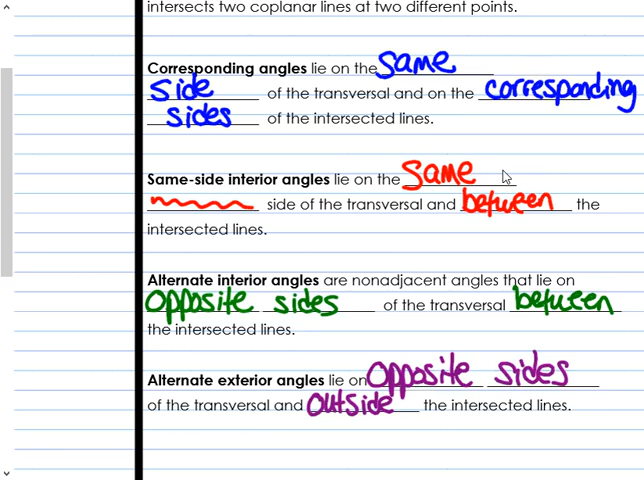 intersects two coplanar lines at two different points.
Corresponding angles lie on the same
side of the transversal and on the corresponding
sides of the intersected lines.
Same-side interior angles lie on the same
side of the transversal and between the
intersected lines.
Alternate interior angles are nonadjacent angles that lie on
opposite sides of the transversal between
the intersected lines.
Alternate exterior angles lie on opposite sides
of the transversal and outside the intersected lines.